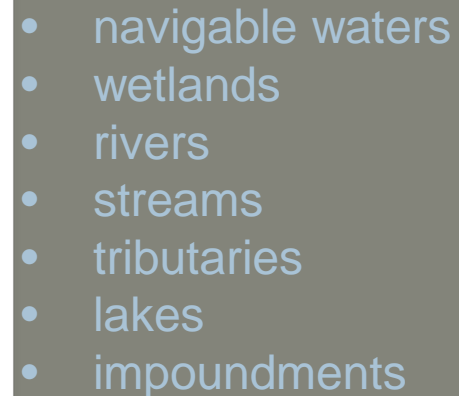 • navigable waters
• wetlands
• rivers
• streams
• tributaries
• lakes
• impoundments